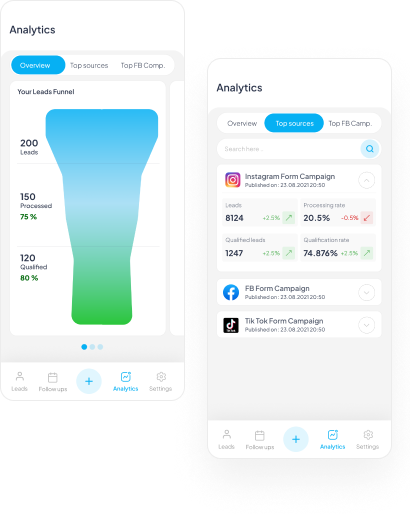 Analytics
Overview
Top sources
Top FB Comp.
Your Leads Funnel
200
Leads
150
Processed
75 %
120
Qualified
80 %
Leads
Follow ups
Analytics
Settings
Analytics
Overview
Top sources
Top FB Camp.
Search here
Instagram Form Campaign
Published on : 23.08.2021 20:50
Leads
8124
+2.5%
Processing rate
20.5%
-0.5%
Qualified leads
1247
+2.5%
Qualification rate
74.876%
+2.5%
FB Form Campaign
Published on : 23.08.2021 20:50
Tik Tok Form Campaign
Published on : 23.08.2021 20:50
Leads
Follow ups
Analytics
Settings